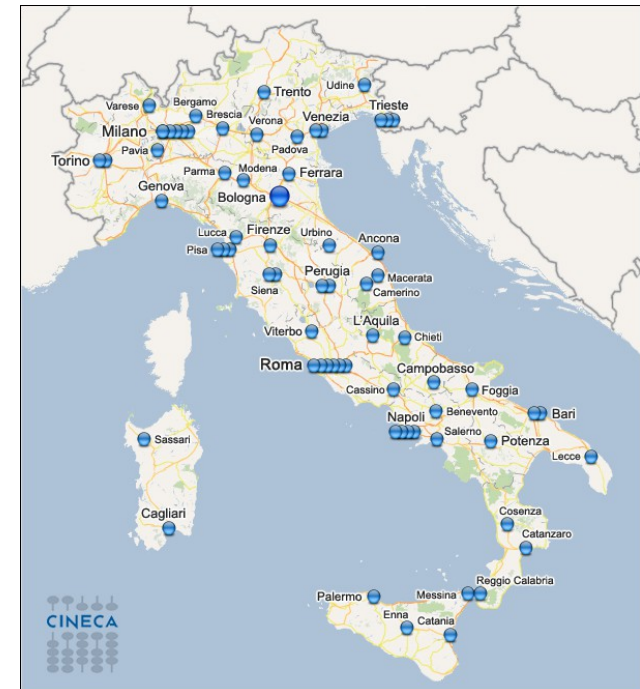 Udine
Trento
Varese
Bergamo
Trieste
Brescia
Verona
Venezia
Milano
Padova
Pavia
Torino
Modena
Parma
Ferrara
Genova
Bologna
Lucca
Firenze
Urbino
Ancona
Pisa
Perugia
Macerata
Siena
Camerino
L'Aquila
Viterbo
Chieti
Roma
Campobasso
Cassino
Foggia
Napoli
Benevento
Bari
Salerno
Sassari
Potenza
Lecce
Cagliari
Cosenza
Catanzaro
Reggio Calabria
Messina
Palermo
Enna
Catania
CINECA